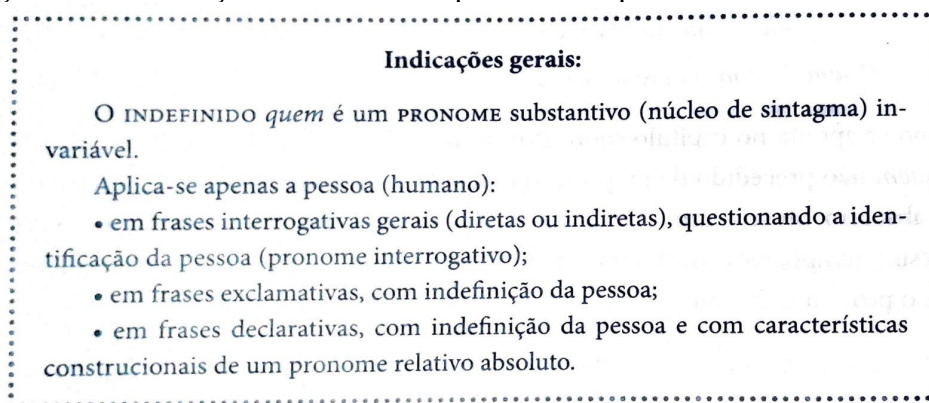 Indicações gerais:
O INDEFINIDO quem é um PRONOME substantivo (núcleo de sintagma) in-
variável.
Aplica-se apenas a pessoa (humano):
• em frases interrogativas gerais (diretas ou indiretas), questionando a iden-
tificação da pessoa (pronome interrogativo);
• em frases exclamativas, com indefinição da pessoa;
• em frases declarativas, com indefinição da pessoa e com características
construcionais de um pronome relativo absoluto.